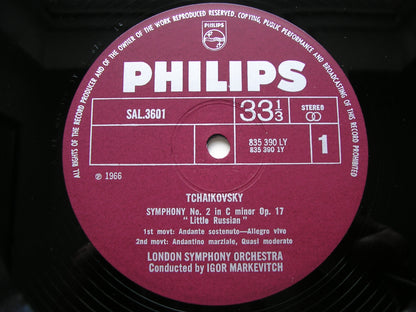 ALL RIGHTS OF THE RECORD PRODUCER AND OF THE OWNER OF THE WORK REPRODUCED RESERVED. COPYING, PUBLIC PERFORMANCE AND BROADCASTING OF THIS RECORD PROHIBITED
PHILIPS
PHILIPS
SAL.3601
33 1/3
STEREO
835 390 LY
835 390 1Y
1
℗ 1966
TCHAIKOVSKY
SYMPHONY No. 2 in C minor Op. 17
"Little Russian"
1st movt: Andante sostenuto—Allegro vivo
2nd movt: Andantino marziale, Quasi moderato
LONDON SYMPHONY ORCHESTRA
Conducted by IGOR MARKEVITCH